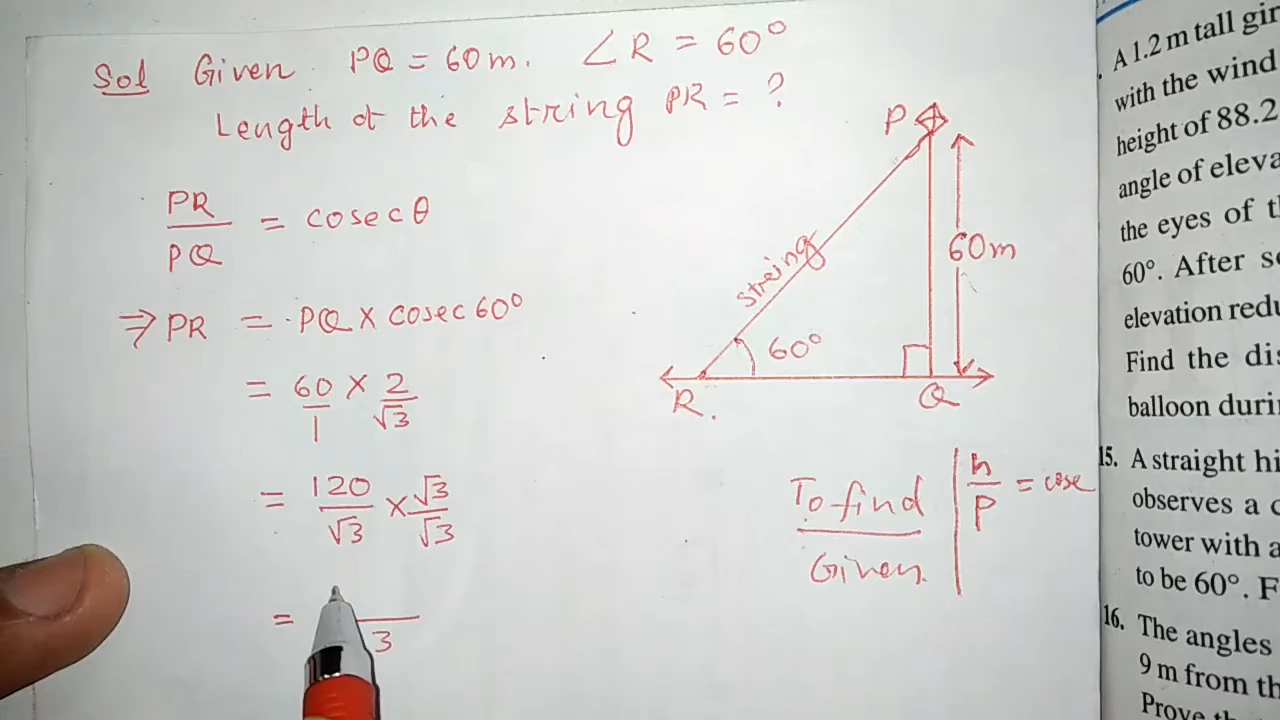 Sol Given. PQ = 60m. ∠R = 60°
Length of the string PR = ?
PR/PQ = cosec θ
⇒ PR = PQ × cosec 60°
= 60/1 × 2/√3
= 120/√3 × √3/√3
= /3
P
string
60m
60°
R.
Q
To find
Given.
h/p = cose
. A 1.2 m tall gir
with the wind
height of 88.2
angle of eleva
the eyes of t
60°. After s
elevation redu
Find the dis
balloon duri
15. A straight hi
observes a c
tower with a
to be 60°. F
16. The angles
9 m from th
Prove